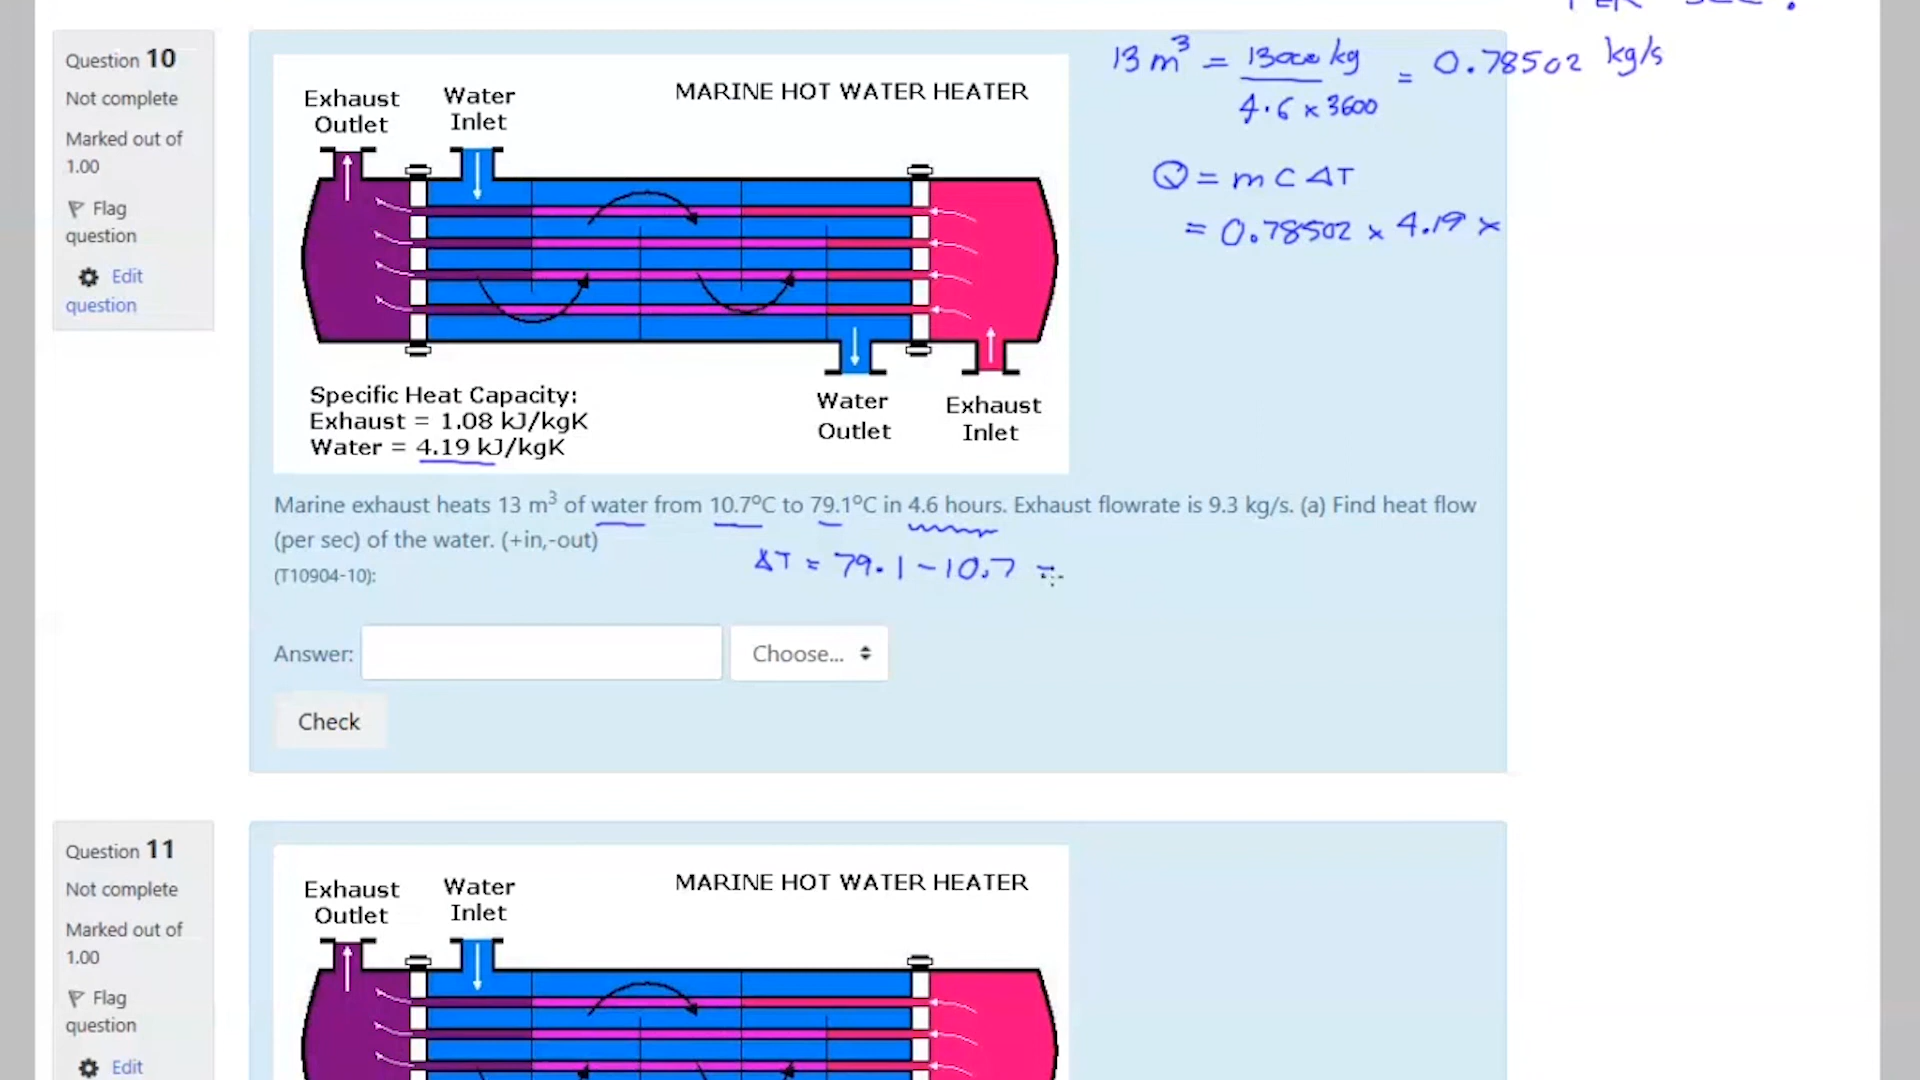 Question 10
Not complete
Marked out of
1.00
Flag
question
Edit
question
MARINE HOT WATER HEATER
Exhaust
Outlet
Water
Inlet
Water
Outlet
Exhaust
Inlet
Specific Heat Capacity:
Exhaust = 1.08 kJ/kgK
Water = 4.19 kJ/kgK
13 m³ = 13000 kg
4.6 x 3600
= 0.78502 kg/s
Q = m C ΔT
= 0.78502 x 4.19 x
Marine exhaust heats 13 m³ of water from 10.7°C to 79.1°C in 4.6 hours. Exhaust flowrate is 9.3 kg/s. (a) Find heat flow
(per sec) of the water. (+in,-out)
(T10904-10):
ΔT = 79.1 - 10.7 =
Answer:
Choose...
Check
Question 11
Not complete
Marked out of
1.00
Flag
question
Edit
MARINE HOT WATER HEATER
Exhaust
Outlet
Water
Inlet